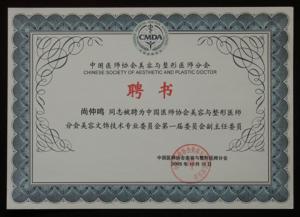 CMDA
中国医师协会美容与整形医师分会
CHINESE SOCIETY OF AESTHETIC AND PLASTIC DOCTOR
聘书
尚仲鸣 同志被聘为中国医师协会美容与整形医师
分会美容文饰技术专业委员会第一届委员会副主任委员
中国医师协会美容与整形医师分会